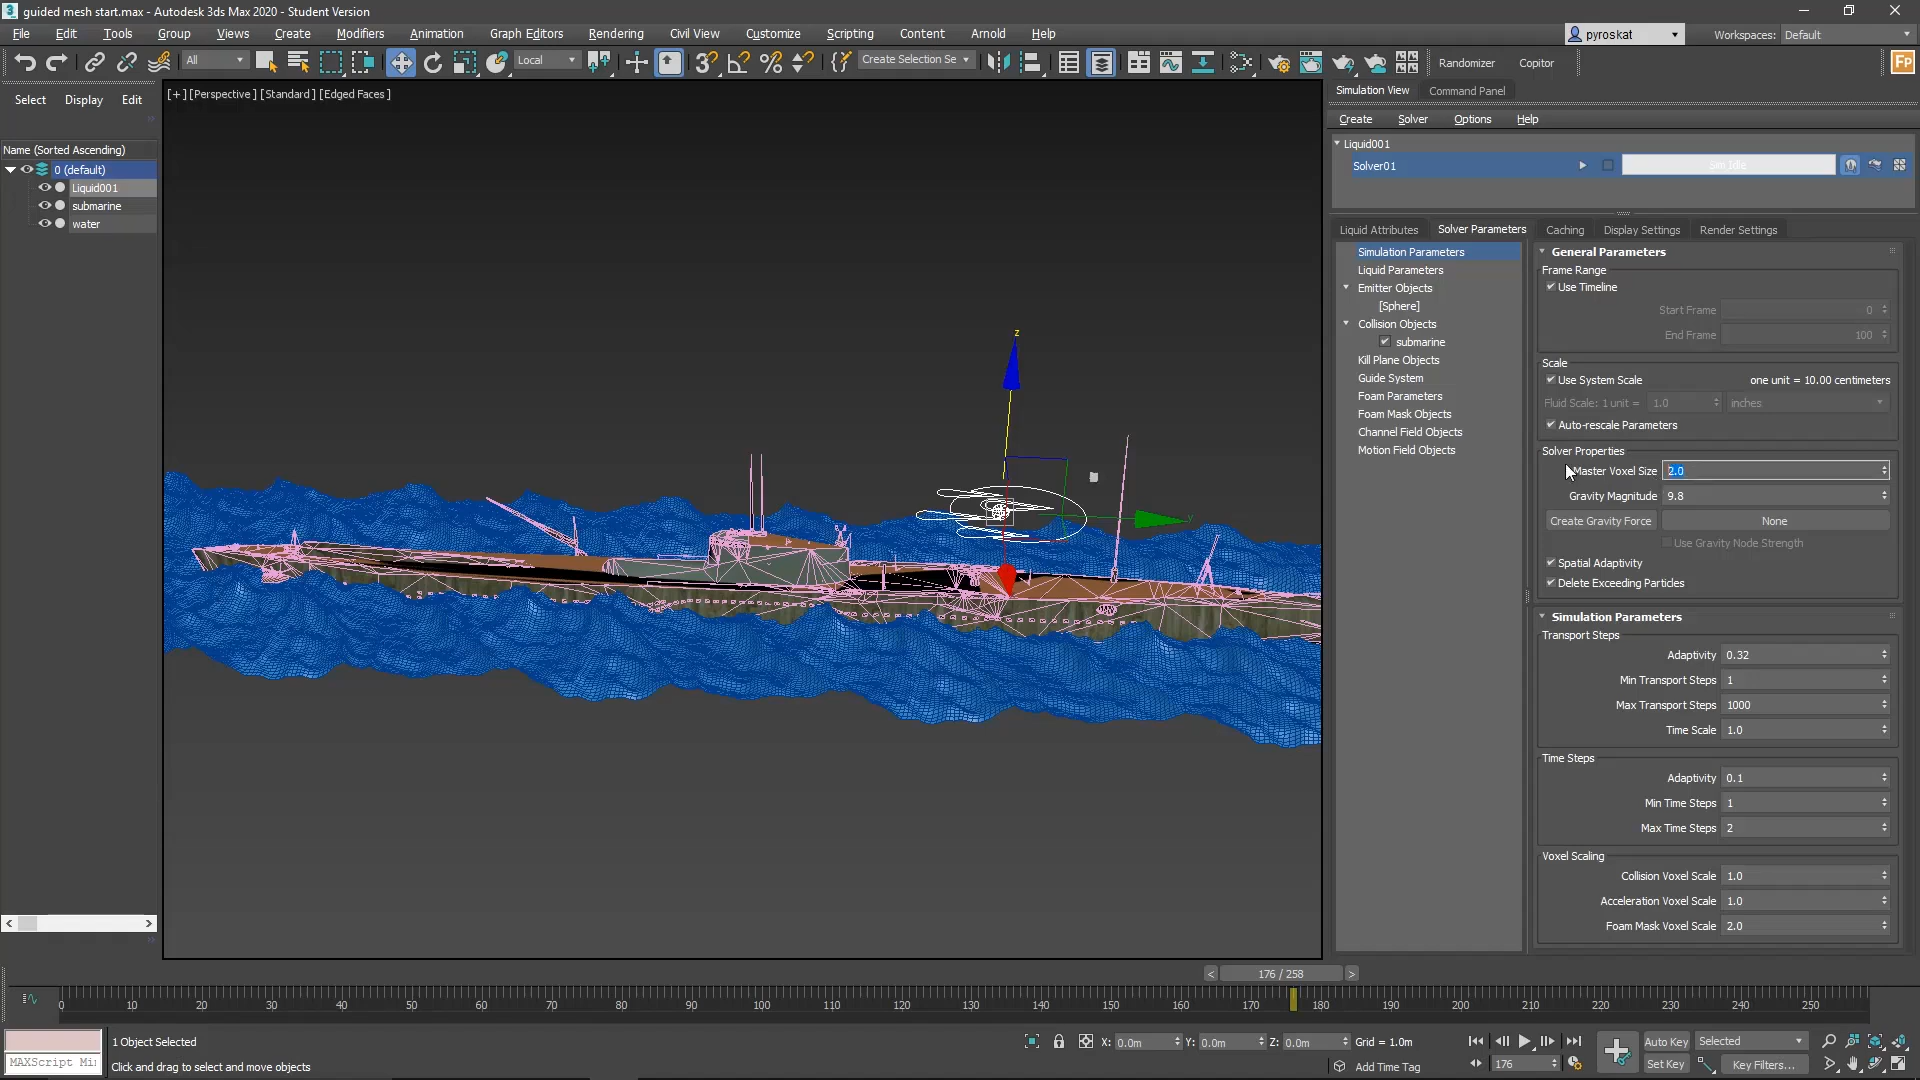 guided mesh start.max - Autodesk 3ds Max 2020 - Student Version
File Edit Tools Group Views Create Modifiers Animation Graph Editors Rendering Civil View Customize Scripting Content Arnold Help
pyroskat Workspaces: Default
All Local Create Selection Se Randomizer Copitor
Select Display Edit
[+] [Perspective] [Standard] [Edged Faces]
Simulation View Command Panel
Create Solver Options Help
Name (Sorted Ascending)
0 (default)
Liquid001
submarine
water
Liquid001
Solver01 Sim Idle
Liquid Attributes Solver Parameters Caching Display Settings Render Settings
Simulation Parameters
Liquid Parameters
Emitter Objects
[Sphere]
Collision Objects
submarine
Kill Plane Objects
Guide System
Foam Parameters
Foam Mask Objects
Channel Field Objects
Motion Field Objects
General Parameters
Frame Range
Use Timeline
Start Frame 0
End Frame 100
Scale
Use System Scale one unit = 10.00 centimeters
Fluid Scale: 1 unit = 1.0 inches
Auto-rescale Parameters
Solver Properties
Master Voxel Size 2.0
Gravity Magnitude 9.8
Create Gravity Force None
Use Gravity Node Strength
Spatial Adaptivity
Delete Exceeding Particles
Simulation Parameters
Transport Steps
Adaptivity 0.32
Min Transport Steps 1
Max Transport Steps 1000
Time Scale 1.0
Time Steps
Adaptivity 0.1
Min Time Steps 1
Max Time Steps 2
Voxel Scaling
Collision Voxel Scale 1.0
Acceleration Voxel Scale 1.0
Foam Mask Voxel Scale 2.0
z
y
< 176 / 258 >
0 10 20 30 40 50 60 70 80 90 100 110 120 130 140 150 160 170 180 190 200 210 220 230 240 250
1 Object Selected X: 0.0m Y: 0.0m Z: 0.0m Grid = 1.0m Auto Key Selected
MAXScript Mi Click and drag to select and move objects Add Time Tag 176 Set Key Key Filters...